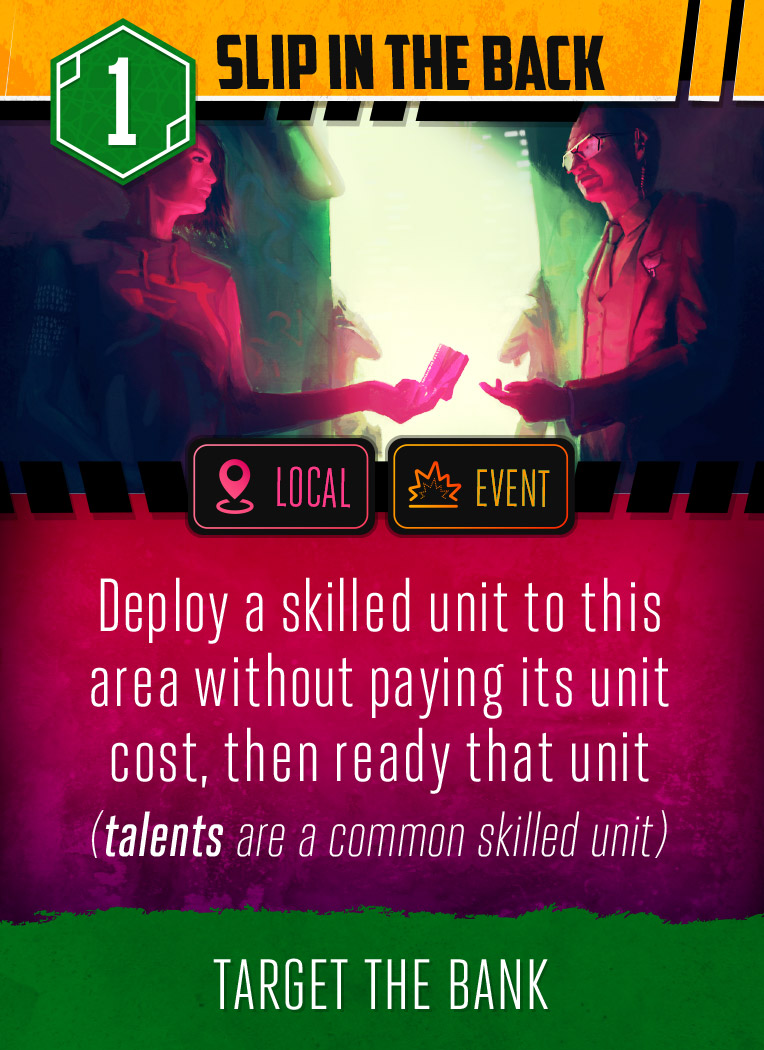 1
SLIP IN THE BACK
LOCAL
EVENT
Deploy a skilled unit to this
area without paying its unit
cost, then ready that unit
(talents are a common skilled unit)
TARGET THE BANK